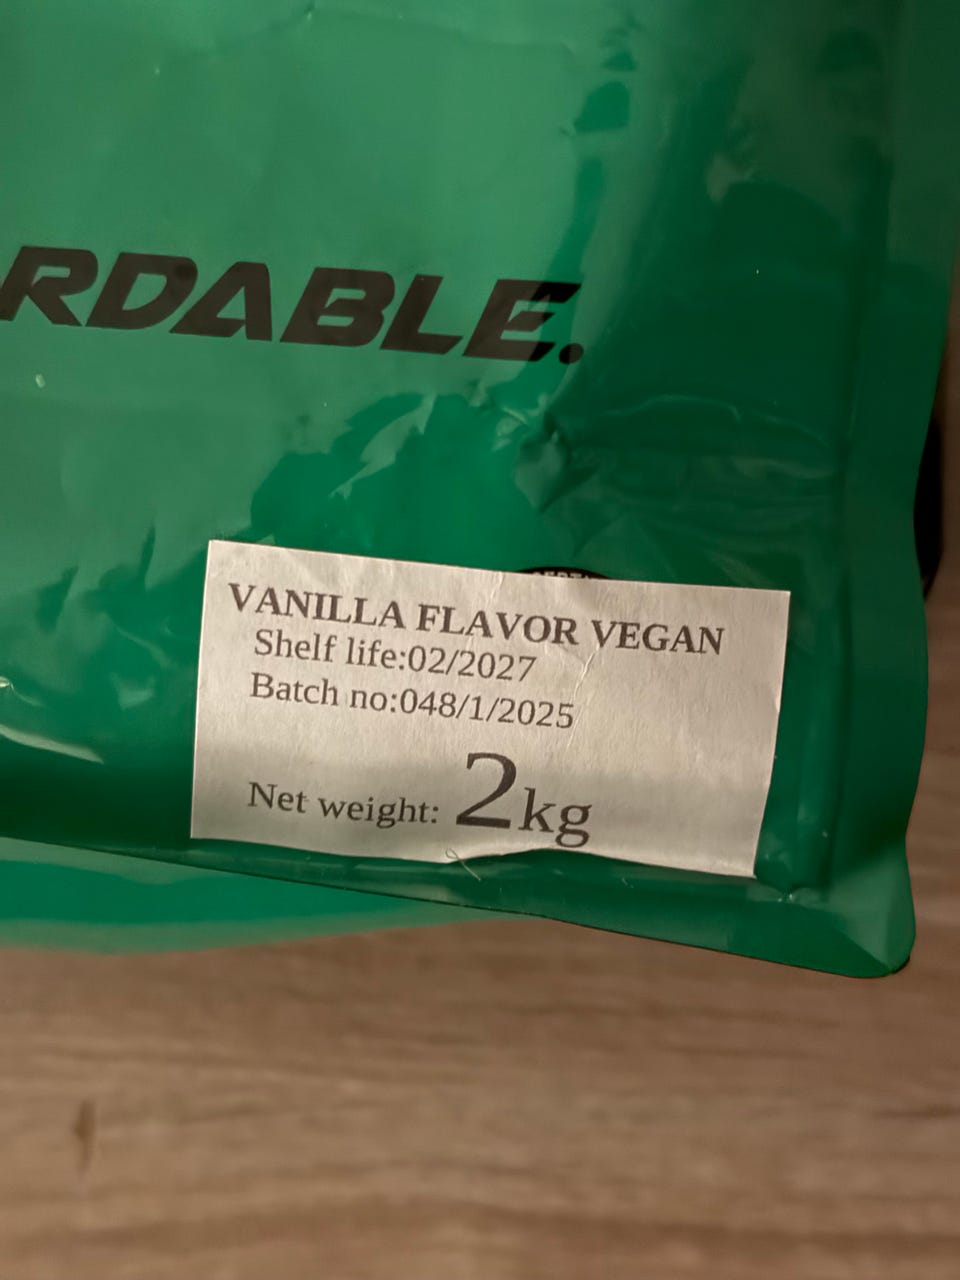 RDABLE.
VANILLA FLAVOR VEGAN
Shelf life:02/2027
Batch no:048/1/2025
Net weight: 2kg